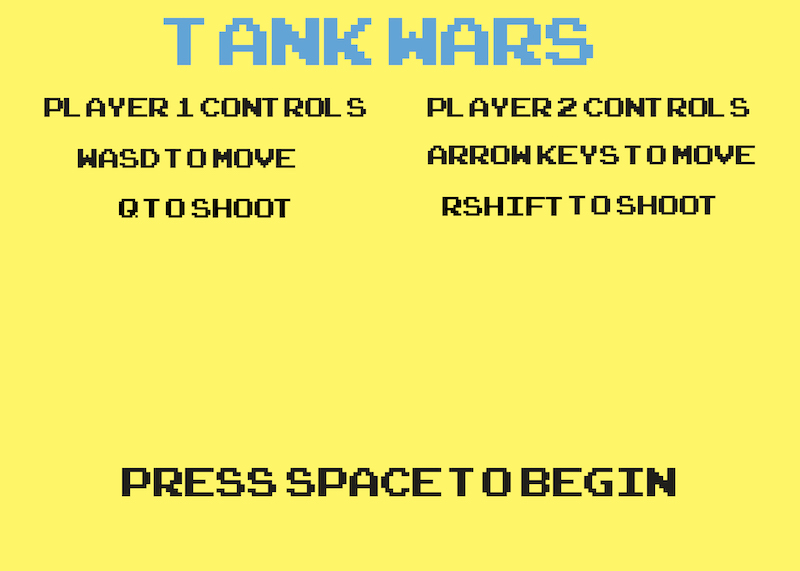 TANK WARS
PLAYER 1 CONTROLS
WASD TO MOVE
Q TO SHOOT
PLAYER 2 CONTROLS
ARROW KEYS TO MOVE
RSHIFT TO SHOOT
PRESS SPACE TO BEGIN